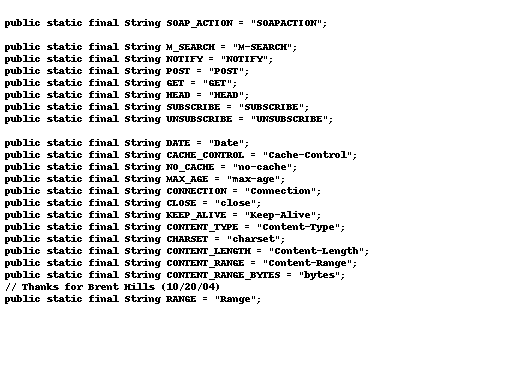 public static final String SOAP_ACTION = "SOAPACTION";
public static final String M_SEARCH = "M-SEARCH";
public static final String NOTIFY = "NOTIFY";
public static final String POST = "POST";
public static final String GET = "GET";
public static final String HEAD = "HEAD";
public static final String SUBSCRIBE = "SUBSCRIBE";
public static final String UNSUBSCRIBE = "UNSUBSCRIBE";
public static final String DATE = "Date";
public static final String CACHE_CONTROL = "Cache-Control";
public static final String NO_CACHE = "no-cache";
public static final String MAX_AGE = "max-age";
public static final String CONNECTION = "Connection";
public static final String CLOSE = "close";
public static final String KEEP_ALIVE = "Keep-Alive";
public static final String CONTENT_TYPE = "Content-Type";
public static final String CHARSET = "charset";
public static final String CONTENT_LENGTH = "Content-Length";
public static final String CONTENT_RANGE = "Content-Range";
public static final String CONTENT_RANGE_BYTES = "bytes";
// Thanks for Brent Hills (10/20/04)
public static final String RANGE = "Range";